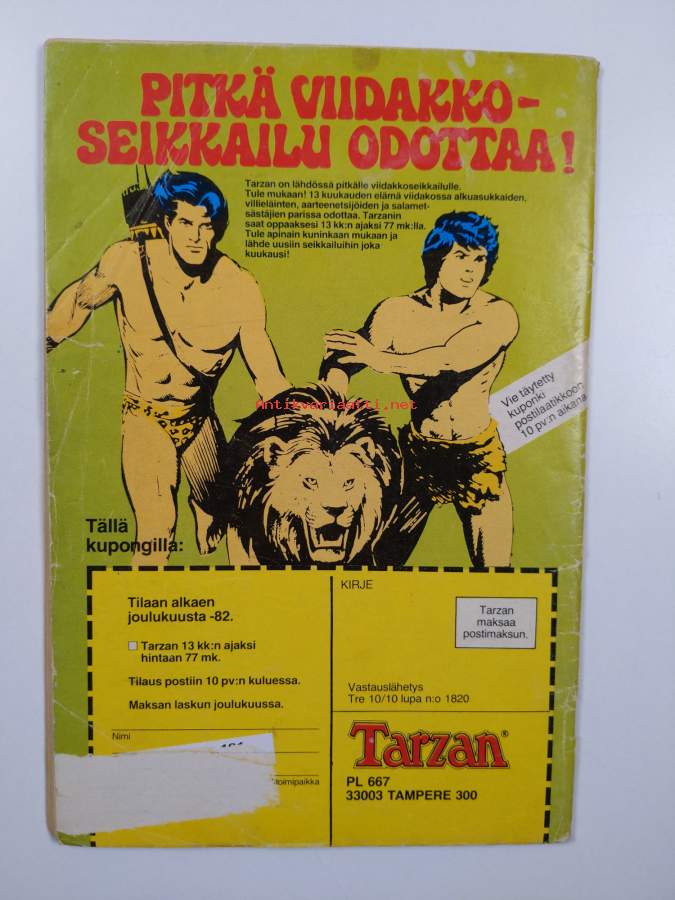 PITKÄ VIIDAKKO-
SEIKKAILU ODOTTAA!
Tarzan on lähdössä pitkälle viidakkoseikkailulle.
Tule mukaan! 13 kuukauden elämä viidakossa alkuasukkaiden,
villieläinten, aarteenetsijöiden ja salamet-
sästäjien parissa odottaa. Tarzanin
saat oppaaksesi 13 kk:n ajaksi 77 mk:lla.
Tule apinain kuninkaan mukaan ja
lähde uusiin seikkailuihin joka
kuukausi!
Antikvariaatti.net
Vie täytetty
kuponki
postilaatikkoon
10 pv:n aikana
Tällä
kupongilla:
Tilaan alkaen
joulukuusta -82.
Tarzan 13 kk:n ajaksi
hintaan 77 mk.
Tilaus postiin 10 pv:n kuluessa.
Maksan laskun joulukuussa.
Nimi
toimipaikka
KIRJE
Tarzan
maksaa
postimaksun.
Vastauslähetys
Tre 10/10 lupa n:o 1820
Tarzan®
PL 667
33003 TAMPERE 300